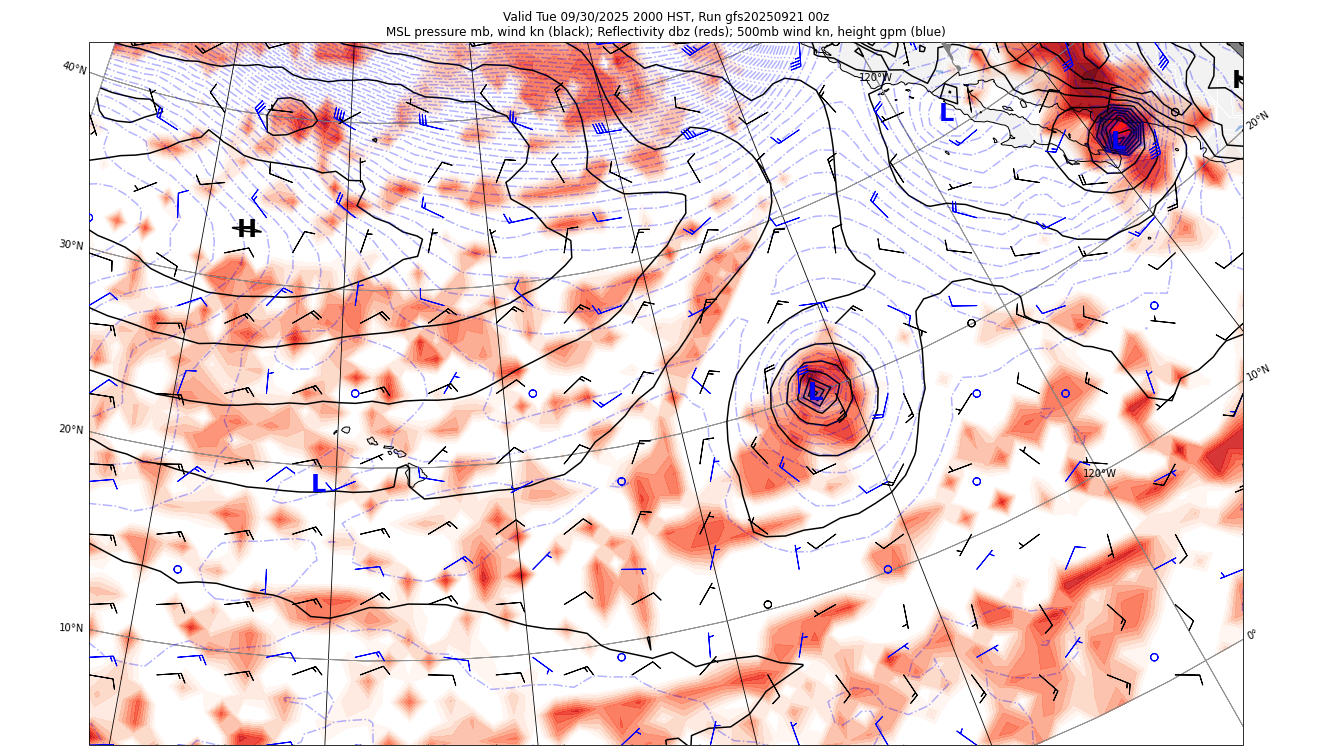 Valid Tue 09/30/2025 2000 HST, Run gfs20250921 00z
MSL pressure mb, wind kn (black); Reflectivity dbz (reds); 500mb wind kn, height gpm (blue)
40°N
120°W
H
L
L
20°N
H
30°N
10°N
L
20°N
120°W
L
10°N
0°